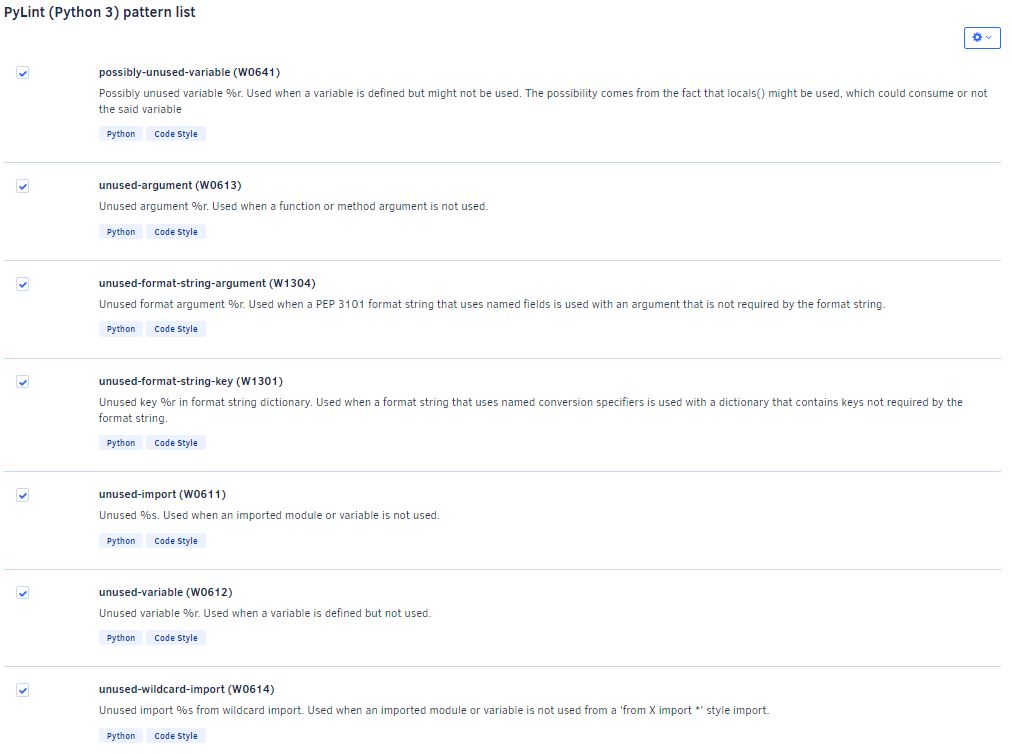 PyLint (Python 3) pattern list
possibly-unused-variable (W0641)
Possibly unused variable %r. Used when a variable is defined but might not be used. The possibility comes from the fact that locals() might be used, which could consume or not
the said variable
Python Code Style
unused-argument (W0613)
Unused argument %r. Used when a function or method argument is not used.
Python Code Style
unused-format-string-argument (W1304)
Unused format argument %r. Used when a PEP 3101 format string that uses named fields is used with an argument that is not required by the format string.
Python Code Style
unused-format-string-key (W1301)
Unused key %r in format string dictionary. Used when a format string that uses named conversion specifiers is used with a dictionary that contains keys not required by the
format string.
Python Code Style
unused-import (W0611)
Unused %s. Used when an imported module or variable is not used.
Python Code Style
unused-variable (W0612)
Unused variable %r. Used when a variable is defined but not used.
Python Code Style
unused-wildcard-import (W0614)
Unused import %s from wildcard import. Used when an imported module or variable is not used from a 'from X import *' style import.
Python Code Style